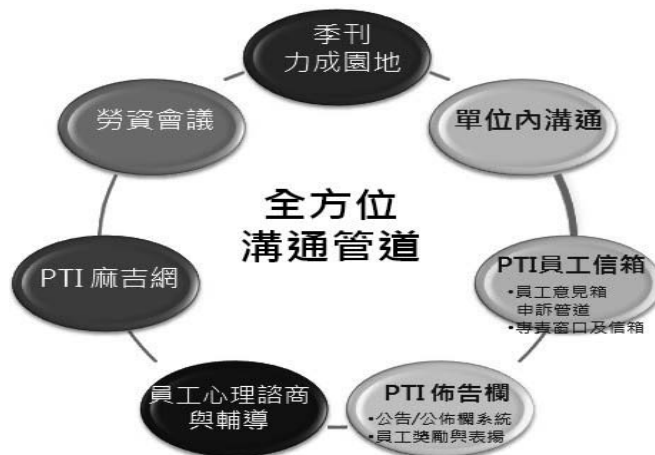 季刊
力成園地
單位內溝通
PTI員工信箱
•員工意見箱
申訴管道
•專責窗口及信箱
PTI 佈告欄
•公告/公佈欄系統
•員工獎勵與表揚
員工心理諮商
與輔導
PTI 麻吉網
勞資會議
全方位
溝通管道